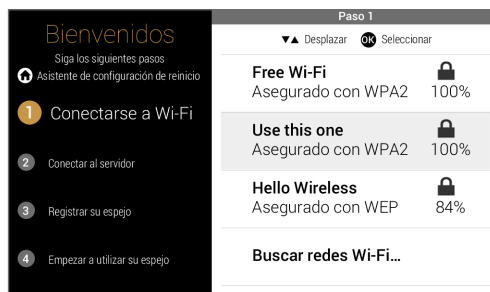 Bienvenidos
Siga los siguientes pasos
Asistente de configuración de reinicio
1 Conectarse a Wi-Fi
2 Conectar al servidor
3 Registrar su espejo
4 Empezar a utilizar su espejo
Paso 1
▼▲ Desplazar OK Seleccionar
Free Wi-Fi
Asegurado con WPA2 100%
Use this one
Asegurado con WPA2 100%
Hello Wireless
Asegurado con WEP 84%
Buscar redes Wi-Fi...